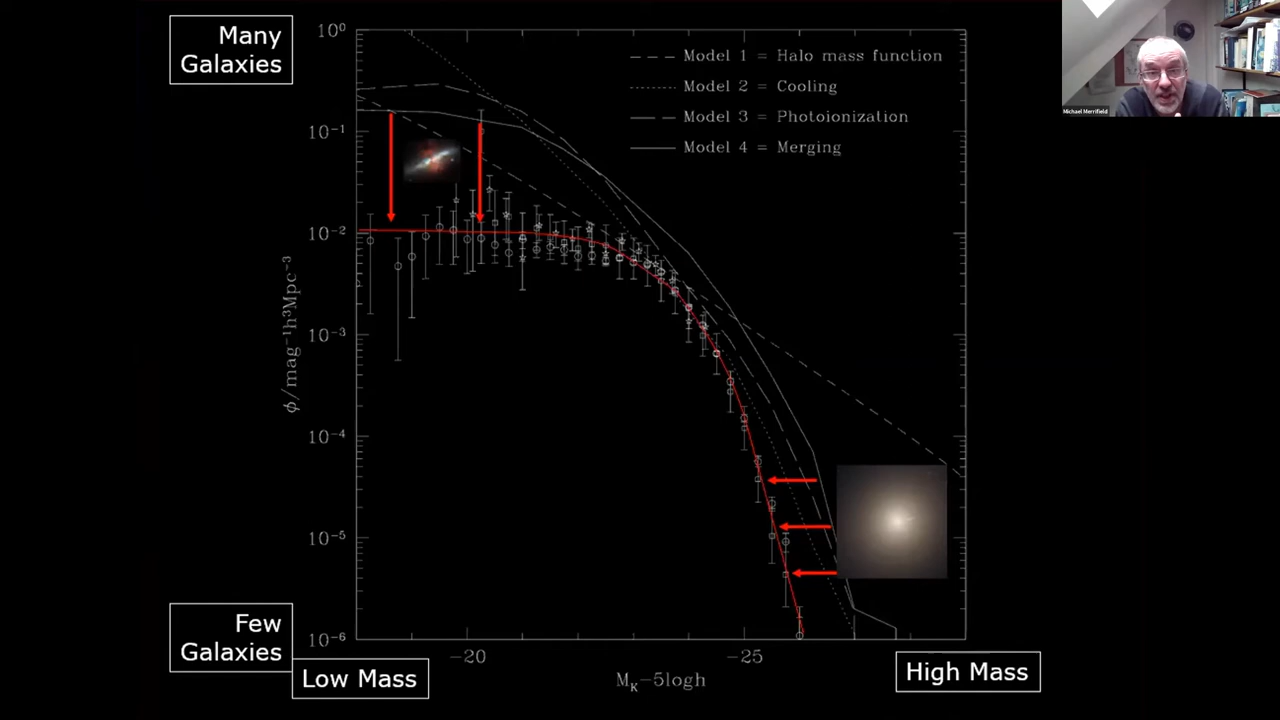 Many
Galaxies
10⁰
Model 1 = Halo mass function
Model 2 = Cooling
Model 3 = Photoionization
Model 4 = Merging
Michael Merrifield
10⁻¹
10⁻²
10⁻³
10⁻⁴
10⁻⁵
10⁻⁶
ϕ/mag⁻¹h³Mpc⁻³
Few
Galaxies
Low Mass
-20
-25
High Mass
M_K-5logh